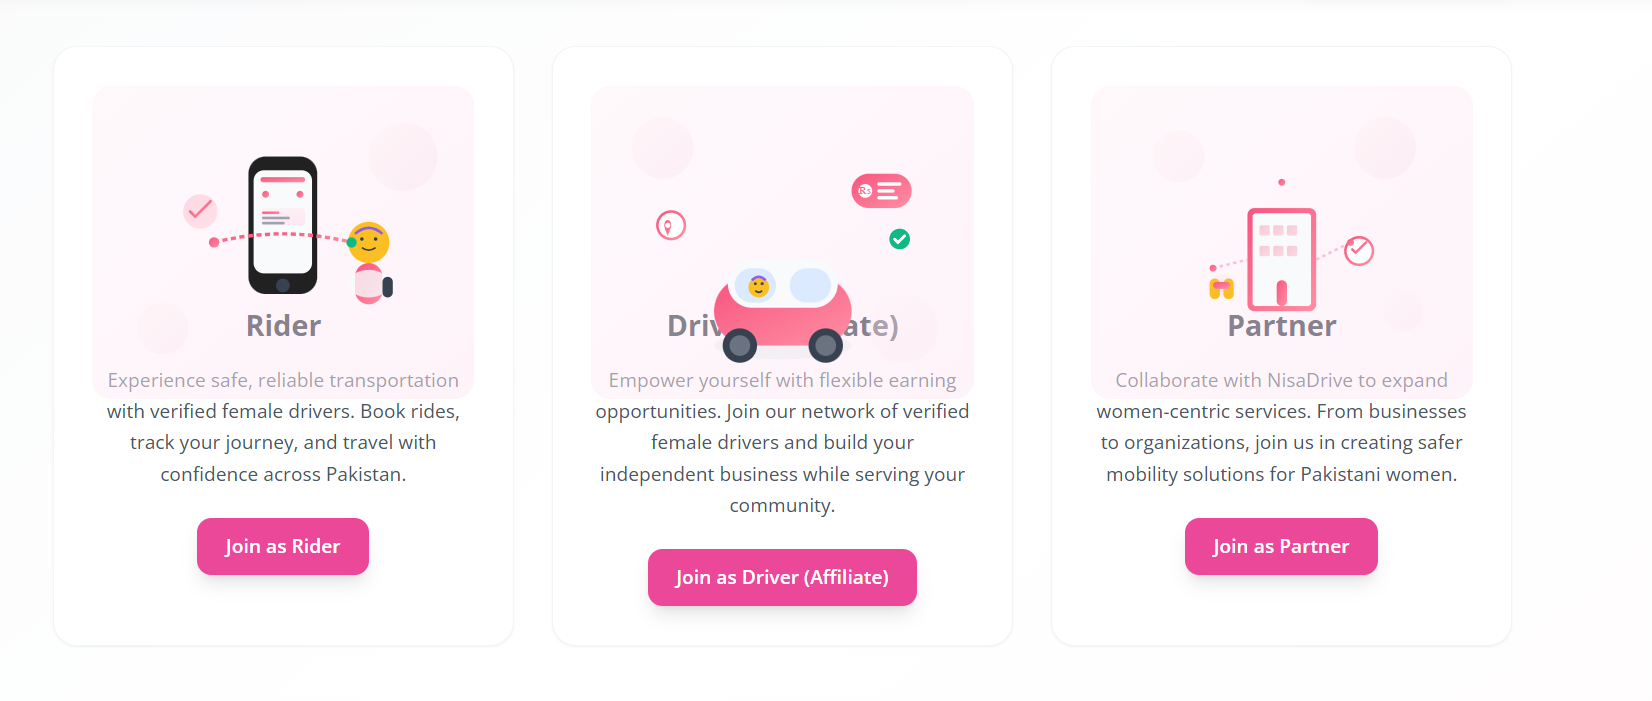 Rs
Rider
Experience safe, reliable transportation
with verified female drivers. Book rides,
track your journey, and travel with
confidence across Pakistan.
Join as Rider
Empower yourself with flexible earning
opportunities. Join our network of verified
female drivers and build your
independent business while serving your
community.
Join as Driver (Affiliate)
Partner
Collaborate with NisaDrive to expand
women-centric services. From businesses
to organizations, join us in creating safer
mobility solutions for Pakistani women.
Join as Partner